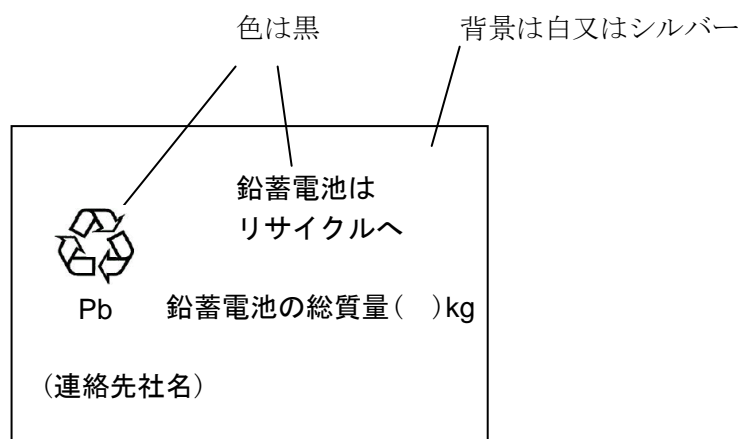 色は黒
背景は白又はシルバー
鉛蓄電池は
リサイクルへ
Pb
鉛蓄電池の総質量(　)kg
(連絡先社名)